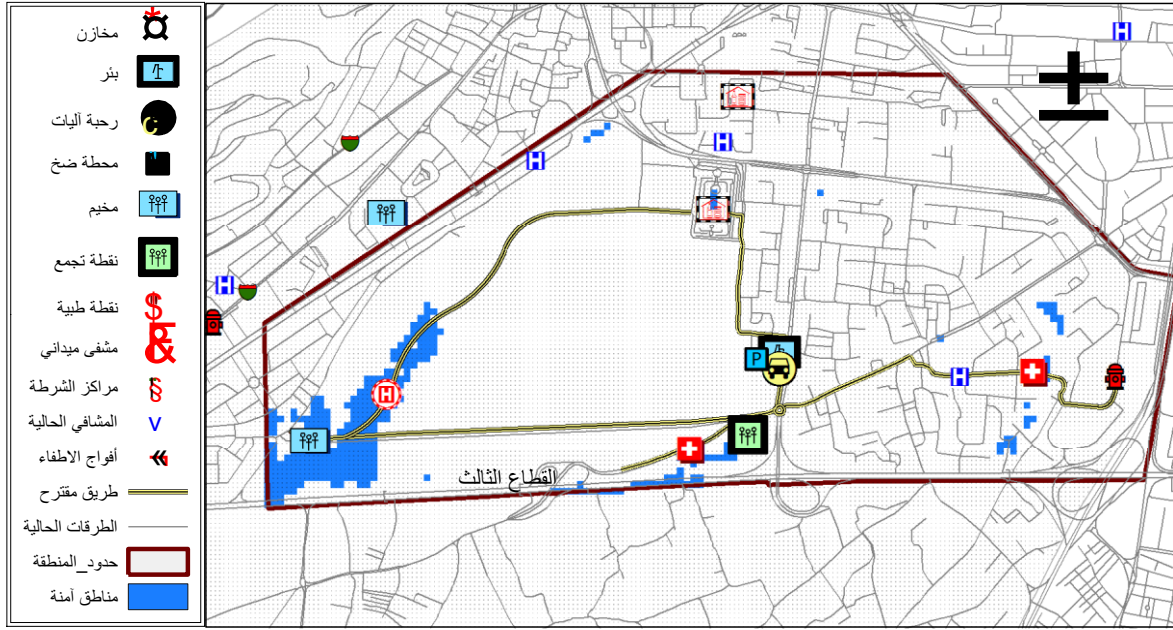 مخازن
بئر
رحبة آليات
محطة ضخ
مخيم
نقطة تجمع
نقطة طبية
مشفى ميداني
مراكز الشرطة
المشافي الحالية
أفواج الاطفاء
طريق مقترح
الطرقات الحالية
حدود_المنطقة
مناطق آمنة
H
H
H
H
P
H
H
القطاع الثالث